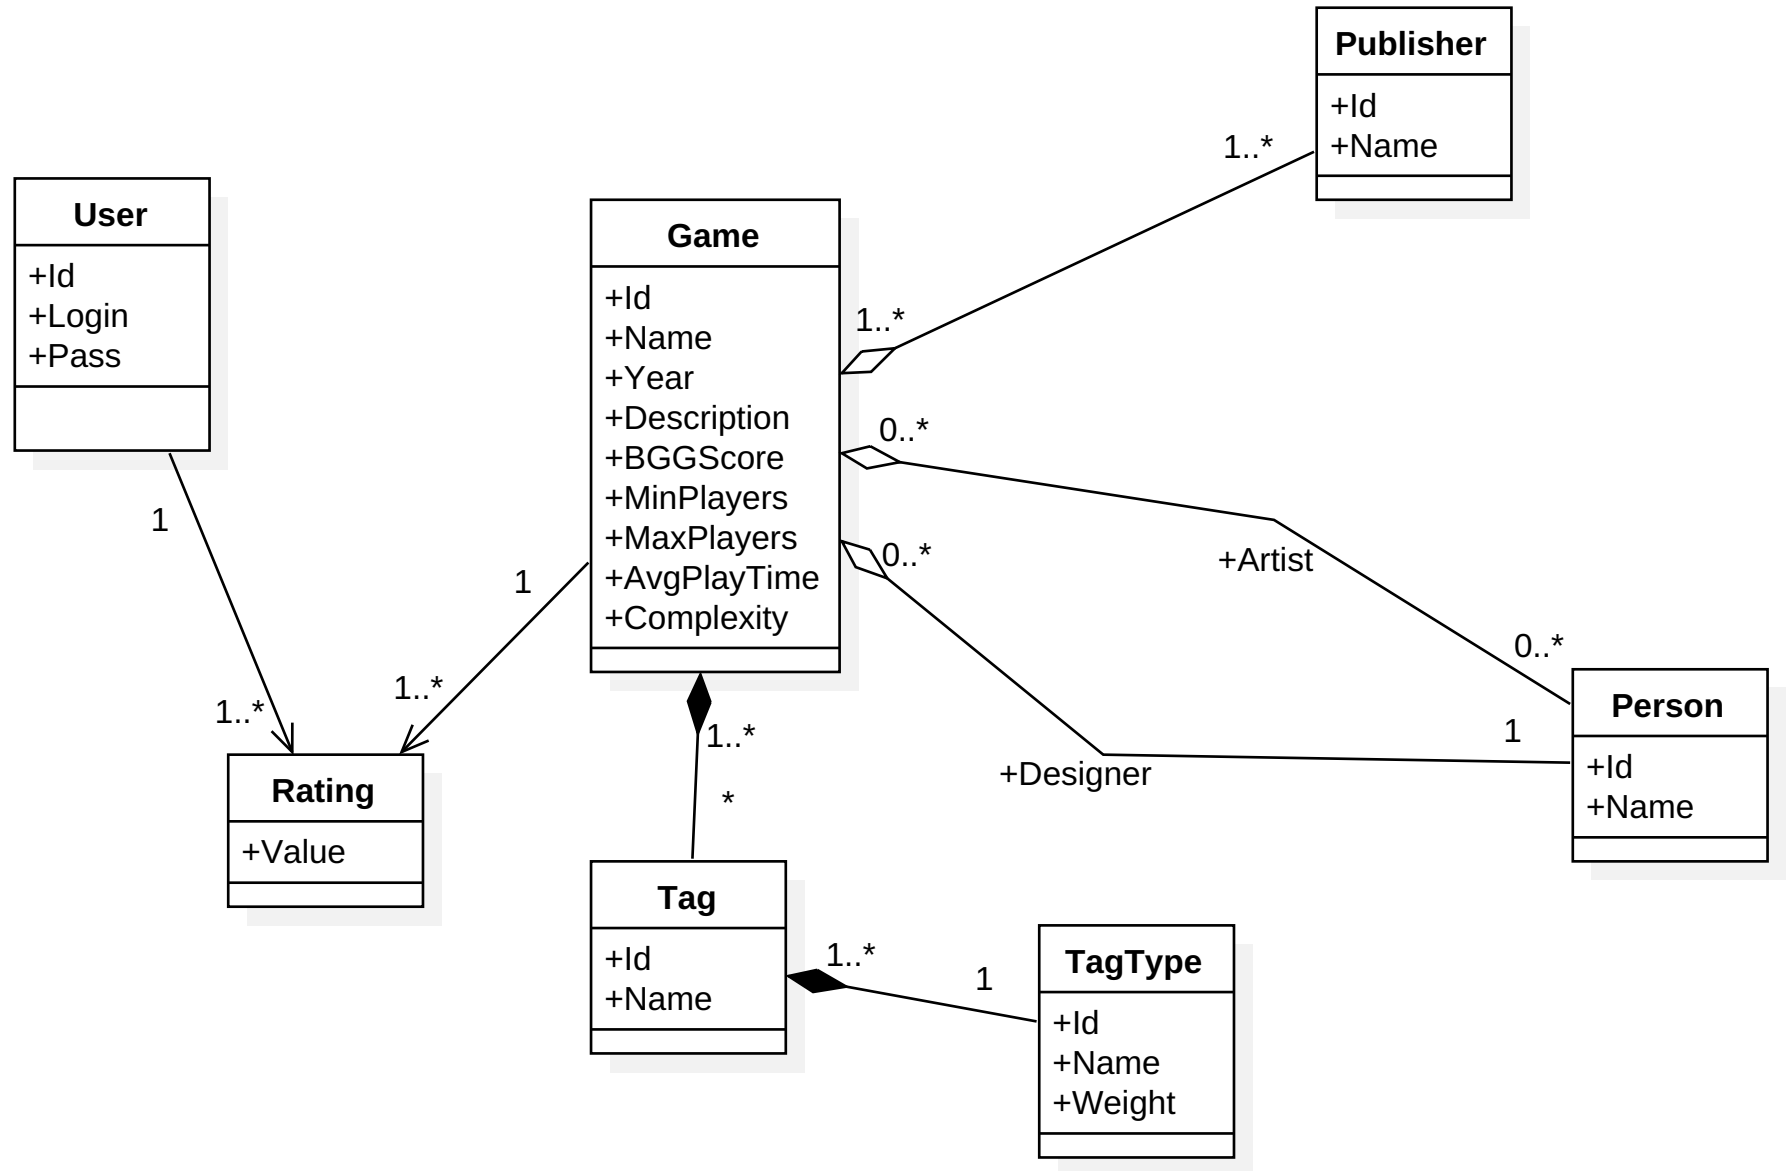 Publisher
+Id
+Name
1..*
User
+Id
+Login
+Pass
Game
+Id
+Name
+Year
+Description
+BGGScore
+MinPlayers
+MaxPlayers
+AvgPlayTime
+Complexity
1..*
0..*
0..*
+Artist
0..*
1
+Designer
Person
+Id
+Name
1
1..*
1
1..*
Rating
+Value
1..*
*
Tag
+Id
+Name
1..*
1
TagType
+Id
+Name
+Weight